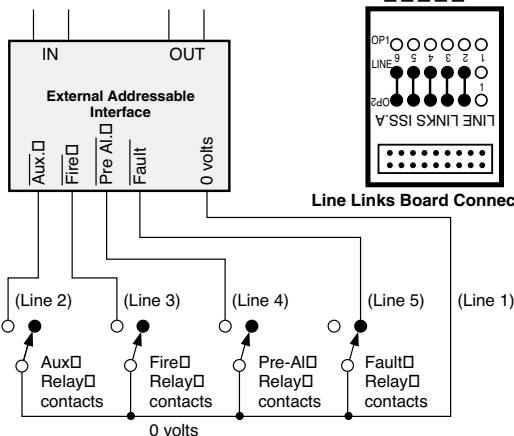 IN OUT
External Addressable
Interface
Aux.
Fire
Pre Al.
Fault
0 volts
OP1
6 5 4 3 2 1
LINE
1
OP2
LINE LINKS ISS.A
Line Links Board Connec
(Line 2) (Line 3) (Line 4) (Line 5) (Line 1)
Aux
Relay
contacts
Fire
Relay
contacts
Pre-Al
Relay
contacts
Fault
Relay
contacts
0 volts